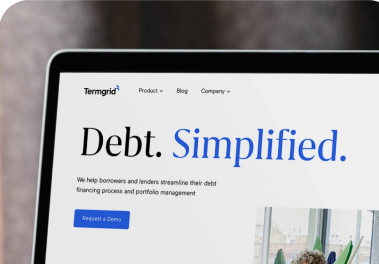 Termgrid
Product Blog Company
Debt. Simplified.
We help borrowers and lenders streamline their debt
financing process and portfolio management
Request a Demo